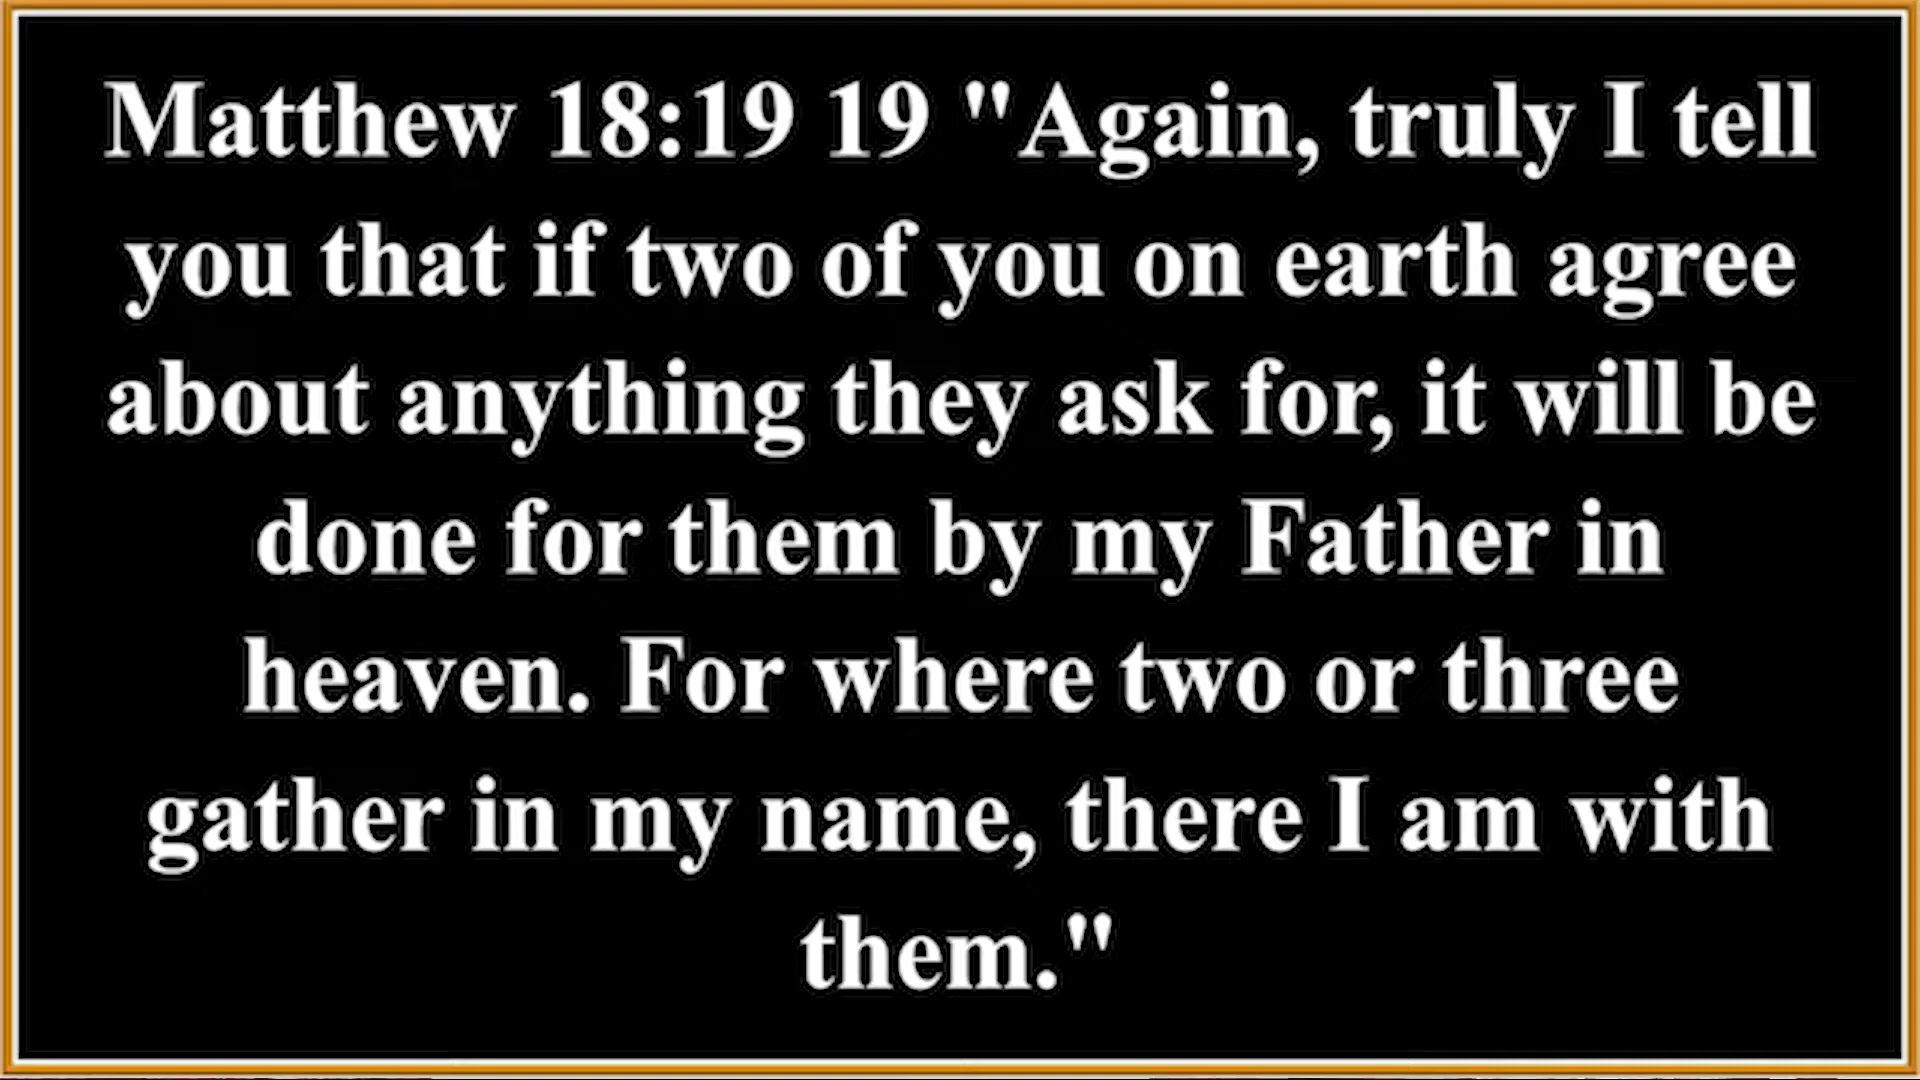 Matthew 18:19 19 "Again, truly I tell
you that if two of you on earth agree
about anything they ask for, it will be
done for them by my Father in
heaven. For where two or three
gather in my name, there I am with
them."